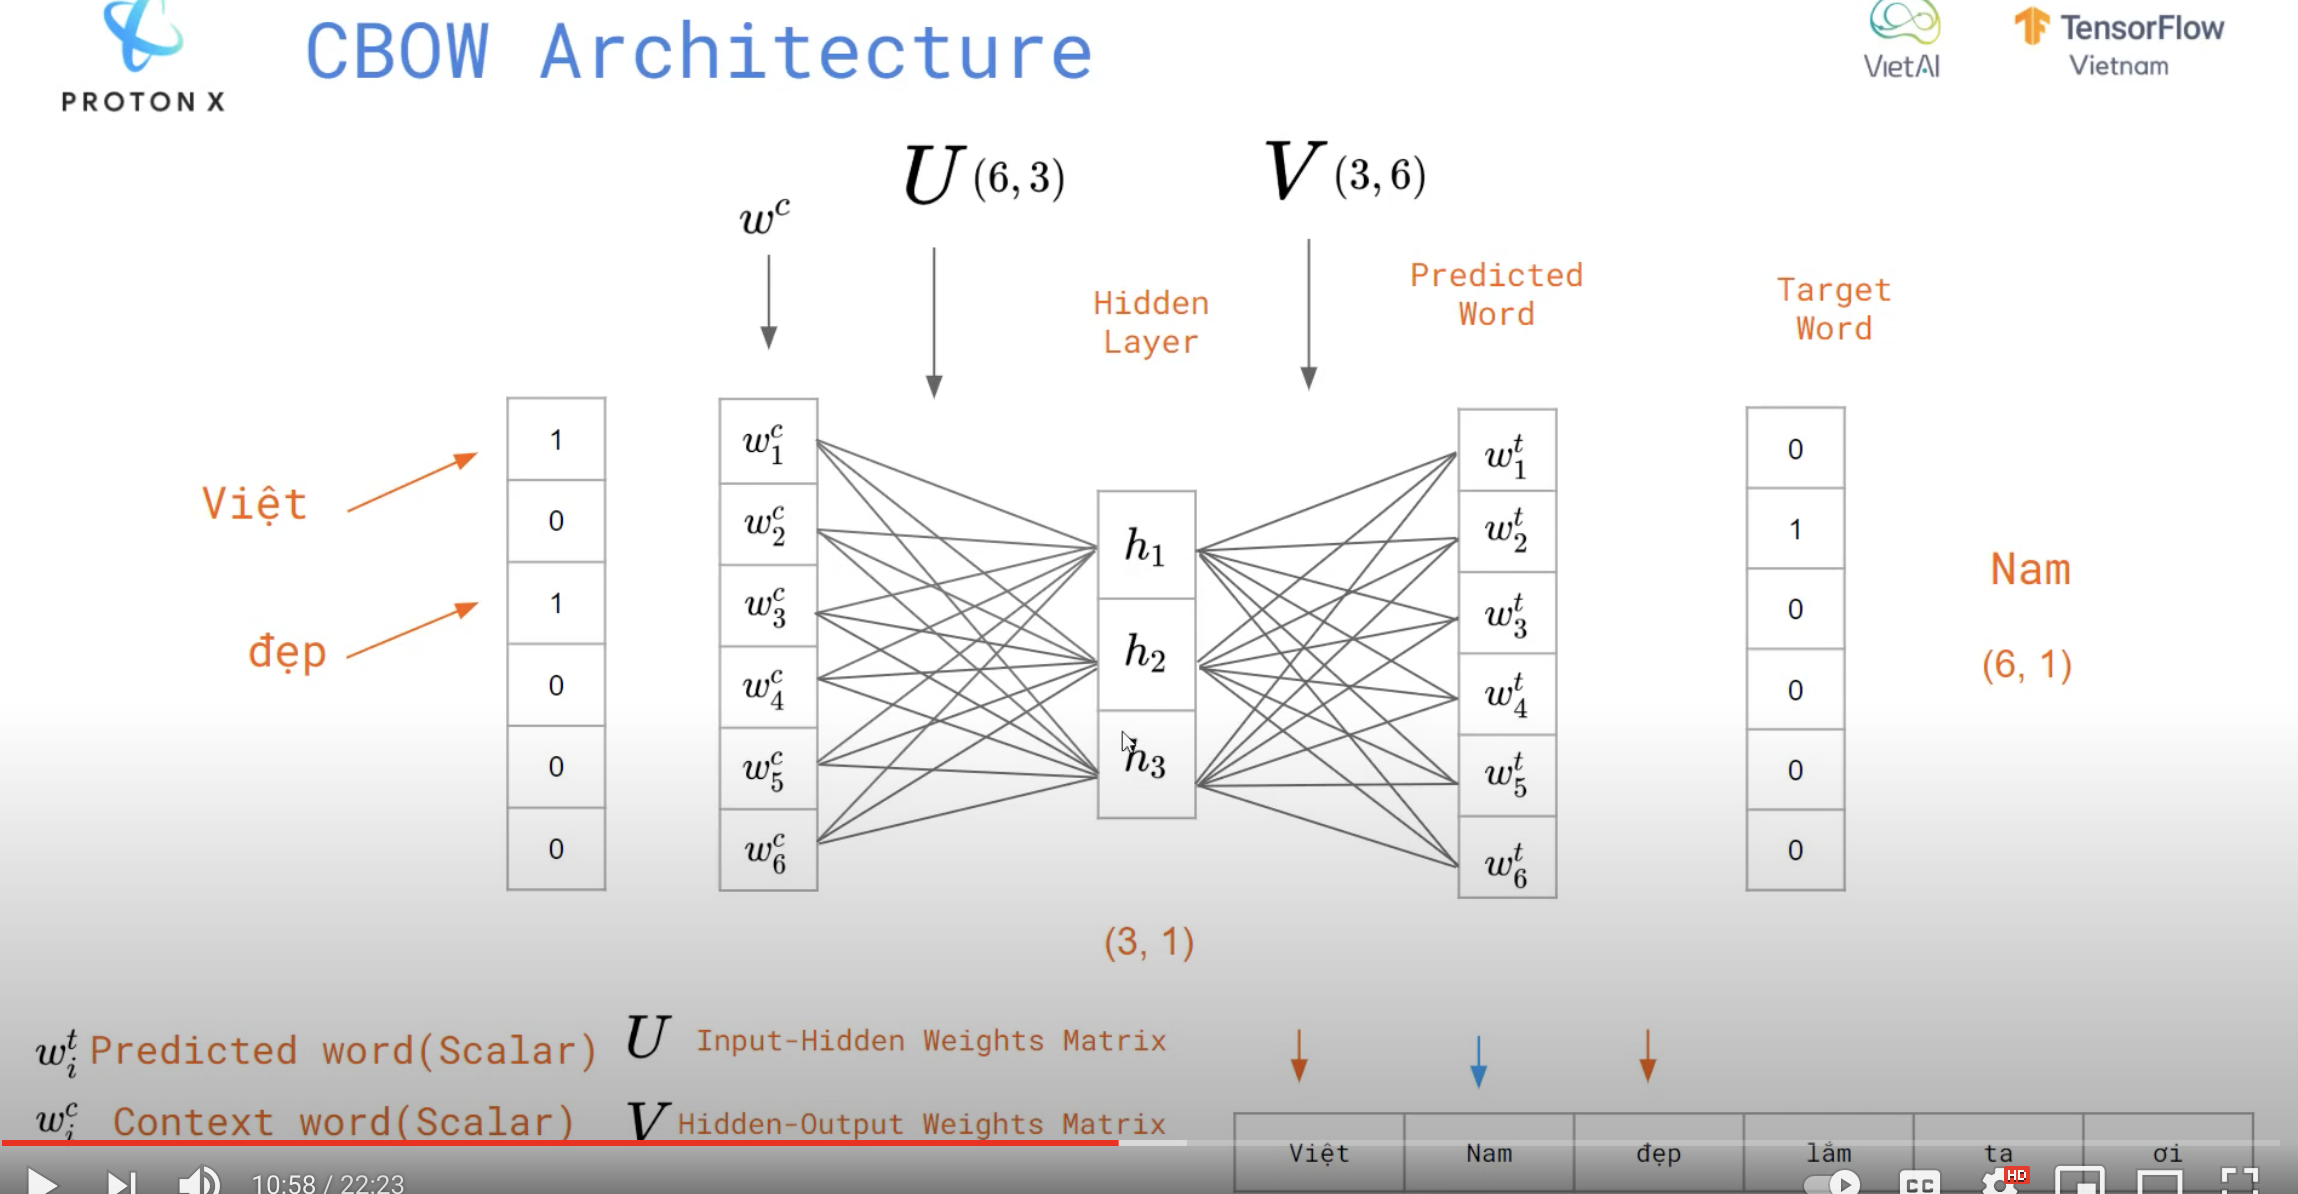 PROTON X
CBOW Architecture
VietAI
TensorFlow
Vietnam
U (6, 3)
V (3, 6)
w^c
Hidden
Layer
Predicted
Word
Target
Word
Việt
đẹp
1
0
1
0
0
0
w_1^c
w_2^c
w_3^c
w_4^c
w_5^c
w_6^c
h_1
h_2
h_3
(3, 1)
w_1^t
w_2^t
w_3^t
w_4^t
w_5^t
w_6^t
0
1
0
0
0
0
Nam
(6, 1)
w_i^t Predicted word(Scalar)
U Input-Hidden Weights Matrix
w_i^c Context word(Scalar)
V Hidden-Output Weights Matrix
Việt Nam đẹp lắm ta ơi
10:58 / 22:23
CC
HD